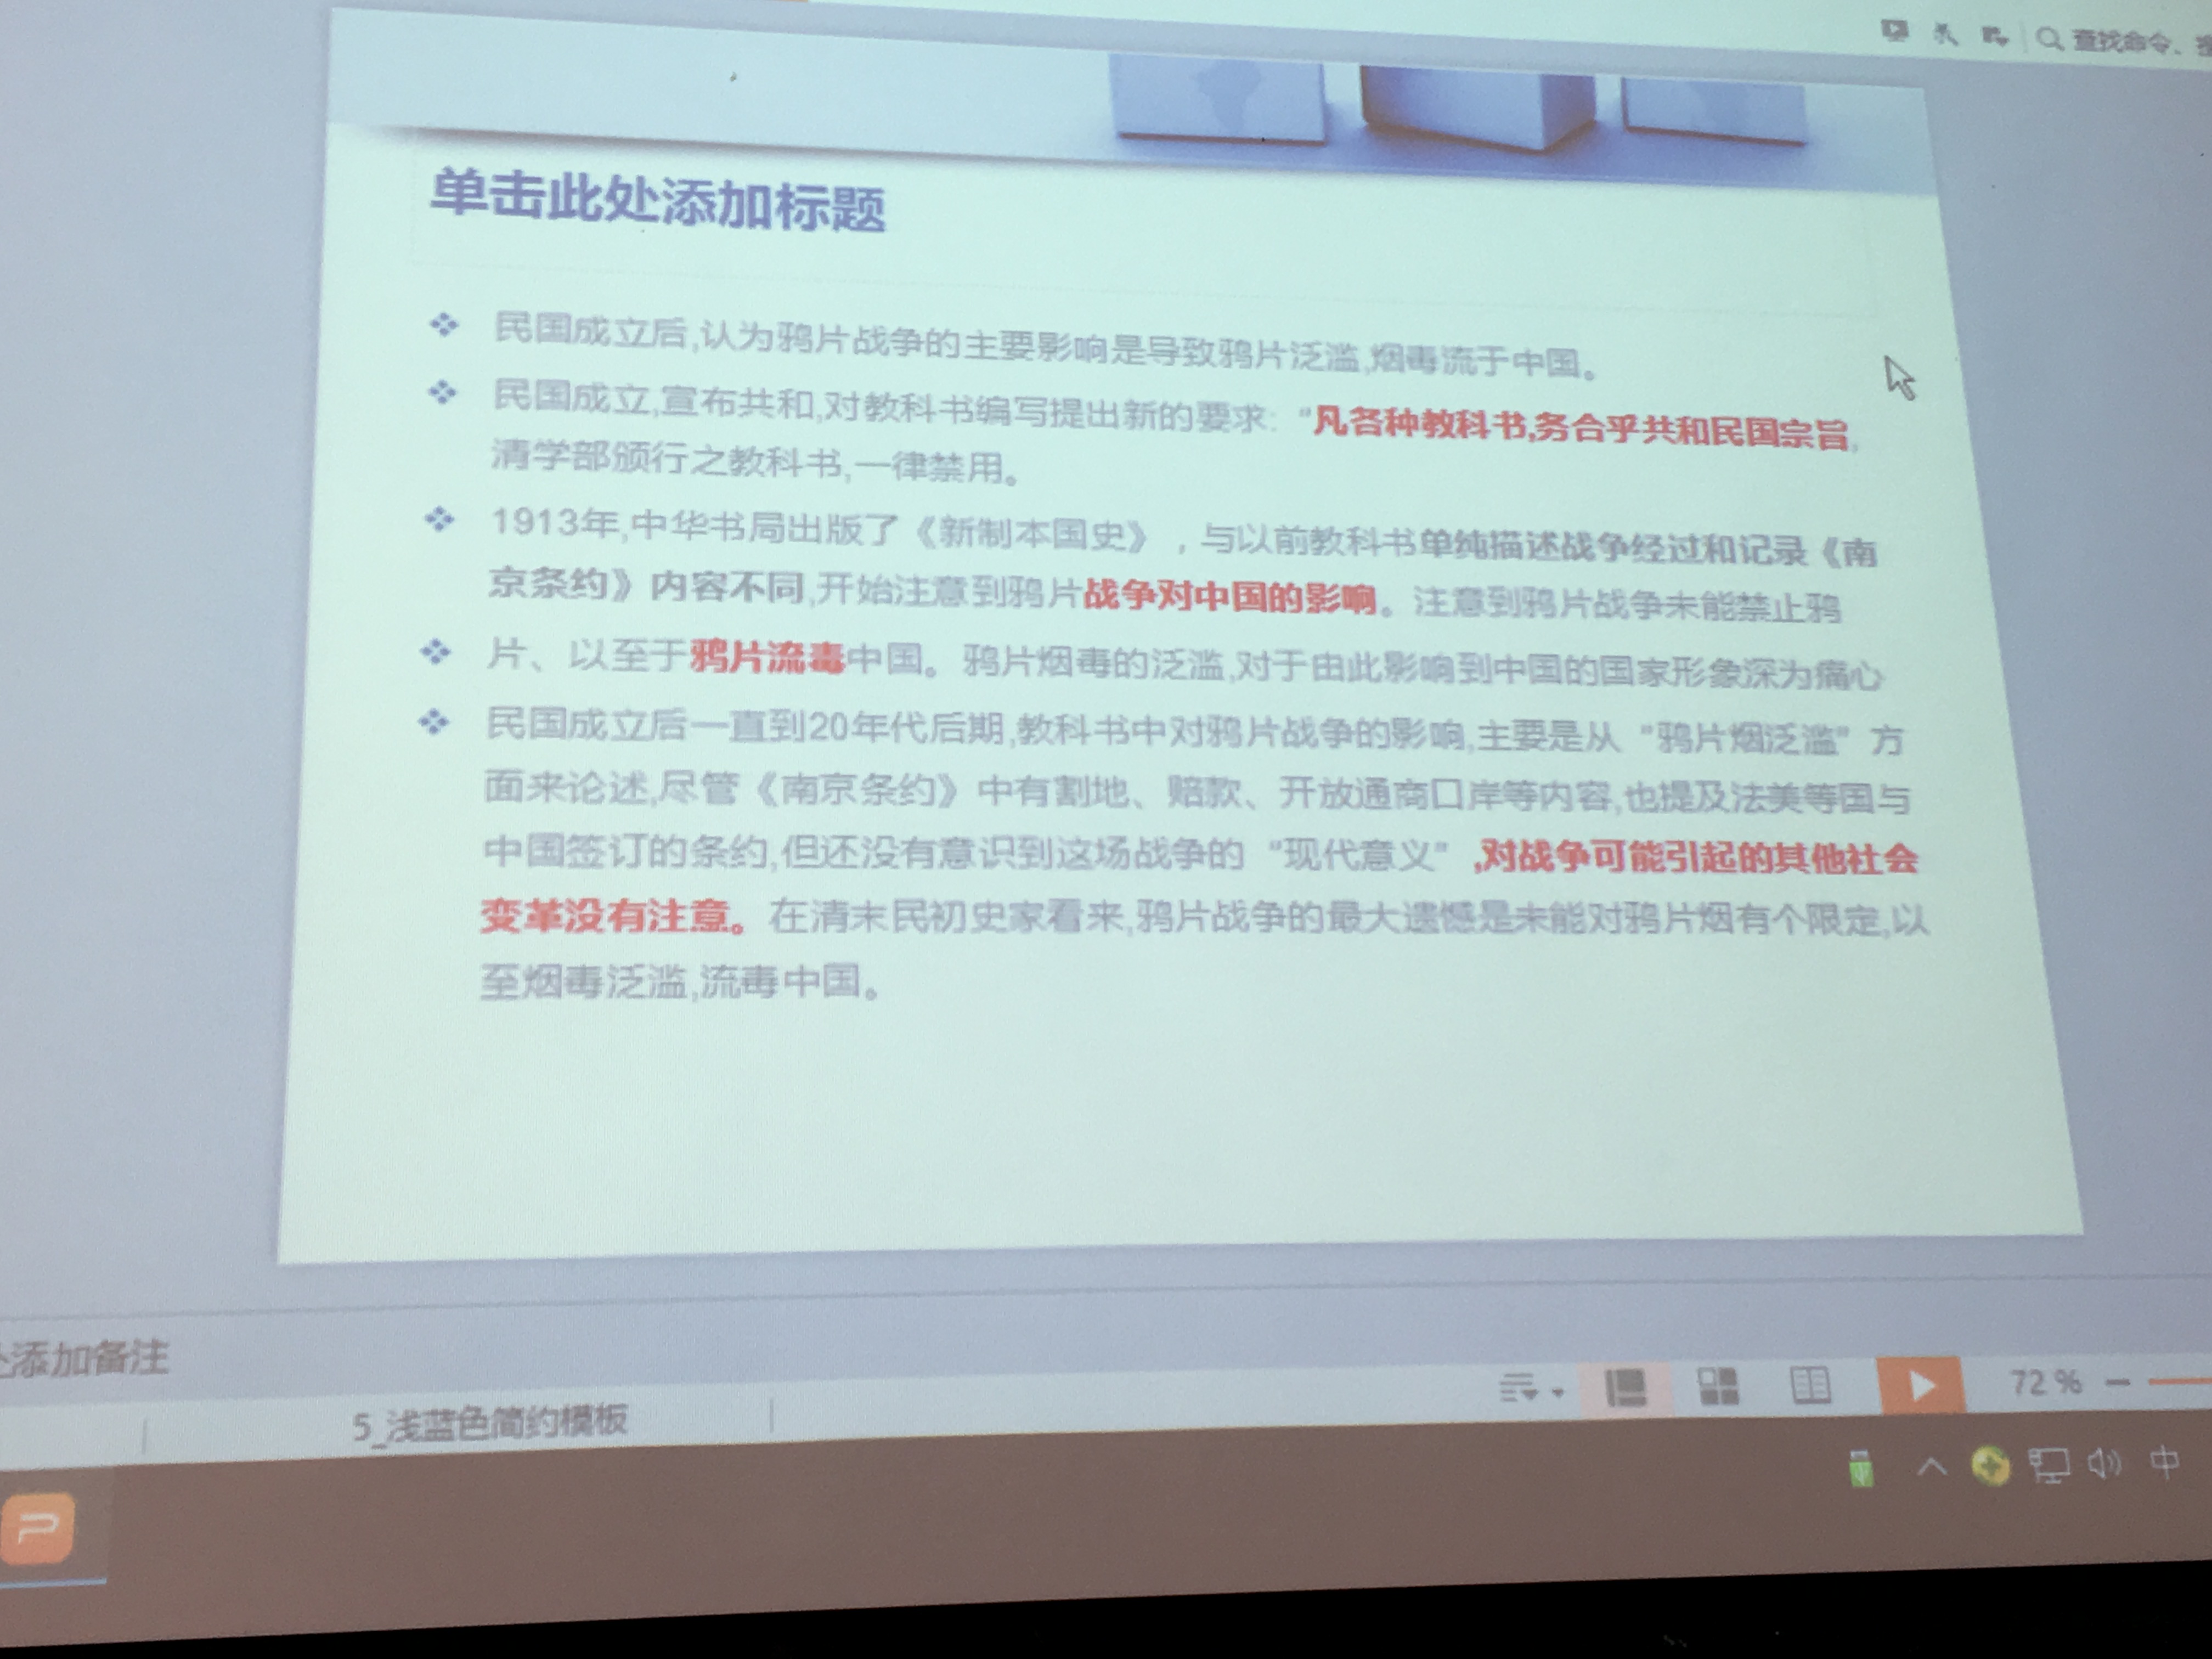 查找命令、
单击此处添加标题
民国成立后,认为鸦片战争的主要影响是导致鸦片泛滥,烟毒流于中国。
民国成立,宣布共和,对教科书编写提出新的要求: "凡各种教科书,务合乎共和民国宗旨,
清学部颁行之教科书,一律禁用。
1913年,中华书局出版了《新制本国史》，与以前教科书单纯描述战争经过和记录《南
京条约》内容不同,开始注意到鸦片战争对中国的影响。注意到鸦片战争未能禁止鸦
片、以至于鸦片流毒中国。鸦片烟毒的泛滥,对于由此影响到中国的国家形象深为痛心
民国成立后一直到20年代后期,教科书中对鸦片战争的影响,主要是从"鸦片烟泛滥"方
面来论述,尽管《南京条约》中有割地、赔款、开放通商口岸等内容,也提及法美等国与
中国签订的条约,但还没有意识到这场战争的"现代意义",对战争可能引起的其他社会
变革没有注意。在清末民初史家看来,鸦片战争的最大遗憾是未能对鸦片烟有个限定,以
至烟毒泛滥,流毒中国。
添加备注
5_浅蓝色简约模板
72%
中